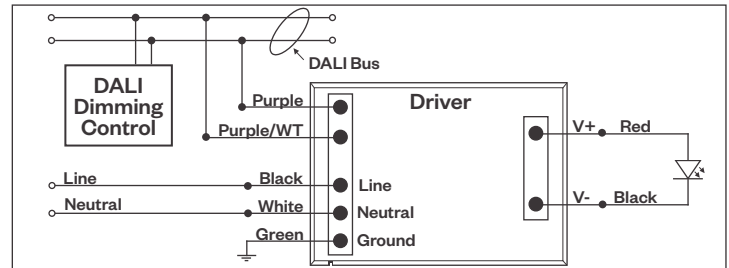 DALI Bus
DALI
Dimming
Control
Purple
Driver
Purple/WT
V+ Red
Line Black Line
Neutral White Neutral
V- Black
Green Ground